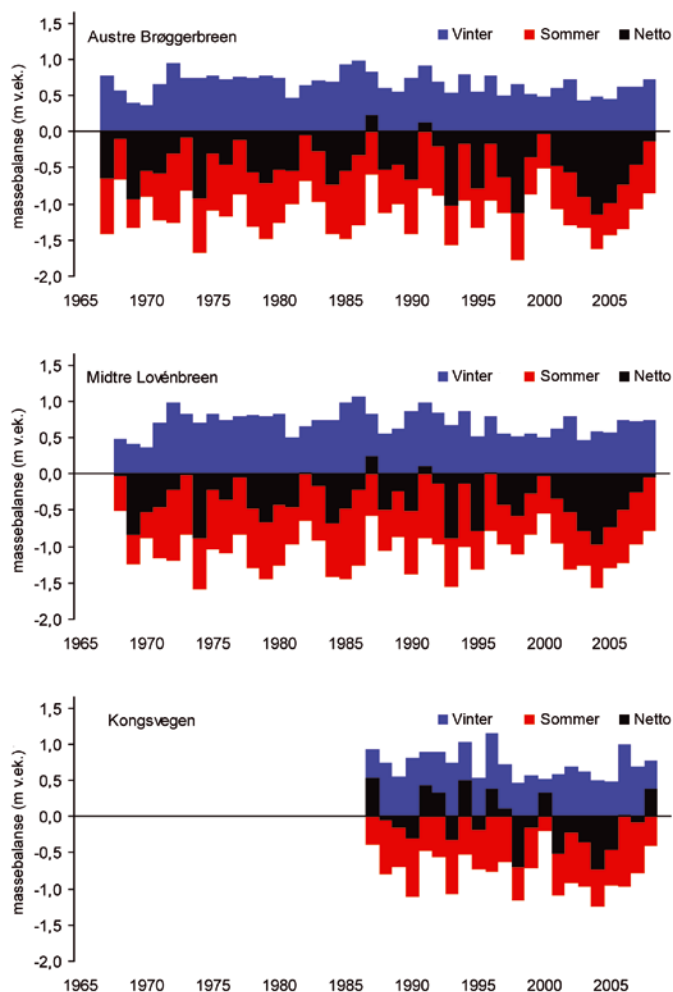 1,5
Austre Brøggerbreen
Vinter Sommer Netto
1,0
0,5
0,0
-0,5
-1,0
-1,5
-2,0
massebalanse (m v.ek.)
1965 1970 1975 1980 1985 1990 1995 2000 2005
1,5
Midtre Lovénbreen
Vinter Sommer Netto
1,0
0,5
0,0
-0,5
-1,0
-1,5
-2,0
massebalanse (m v.ek.)
1965 1970 1975 1980 1985 1990 1995 2000 2005
1,5
Kongsvegen
Vinter Sommer Netto
1,0
0,5
0,0
-0,5
-1,0
-1,5
-2,0
massebalanse (m v.ek.)
1965 1970 1975 1980 1985 1990 1995 2000 2005